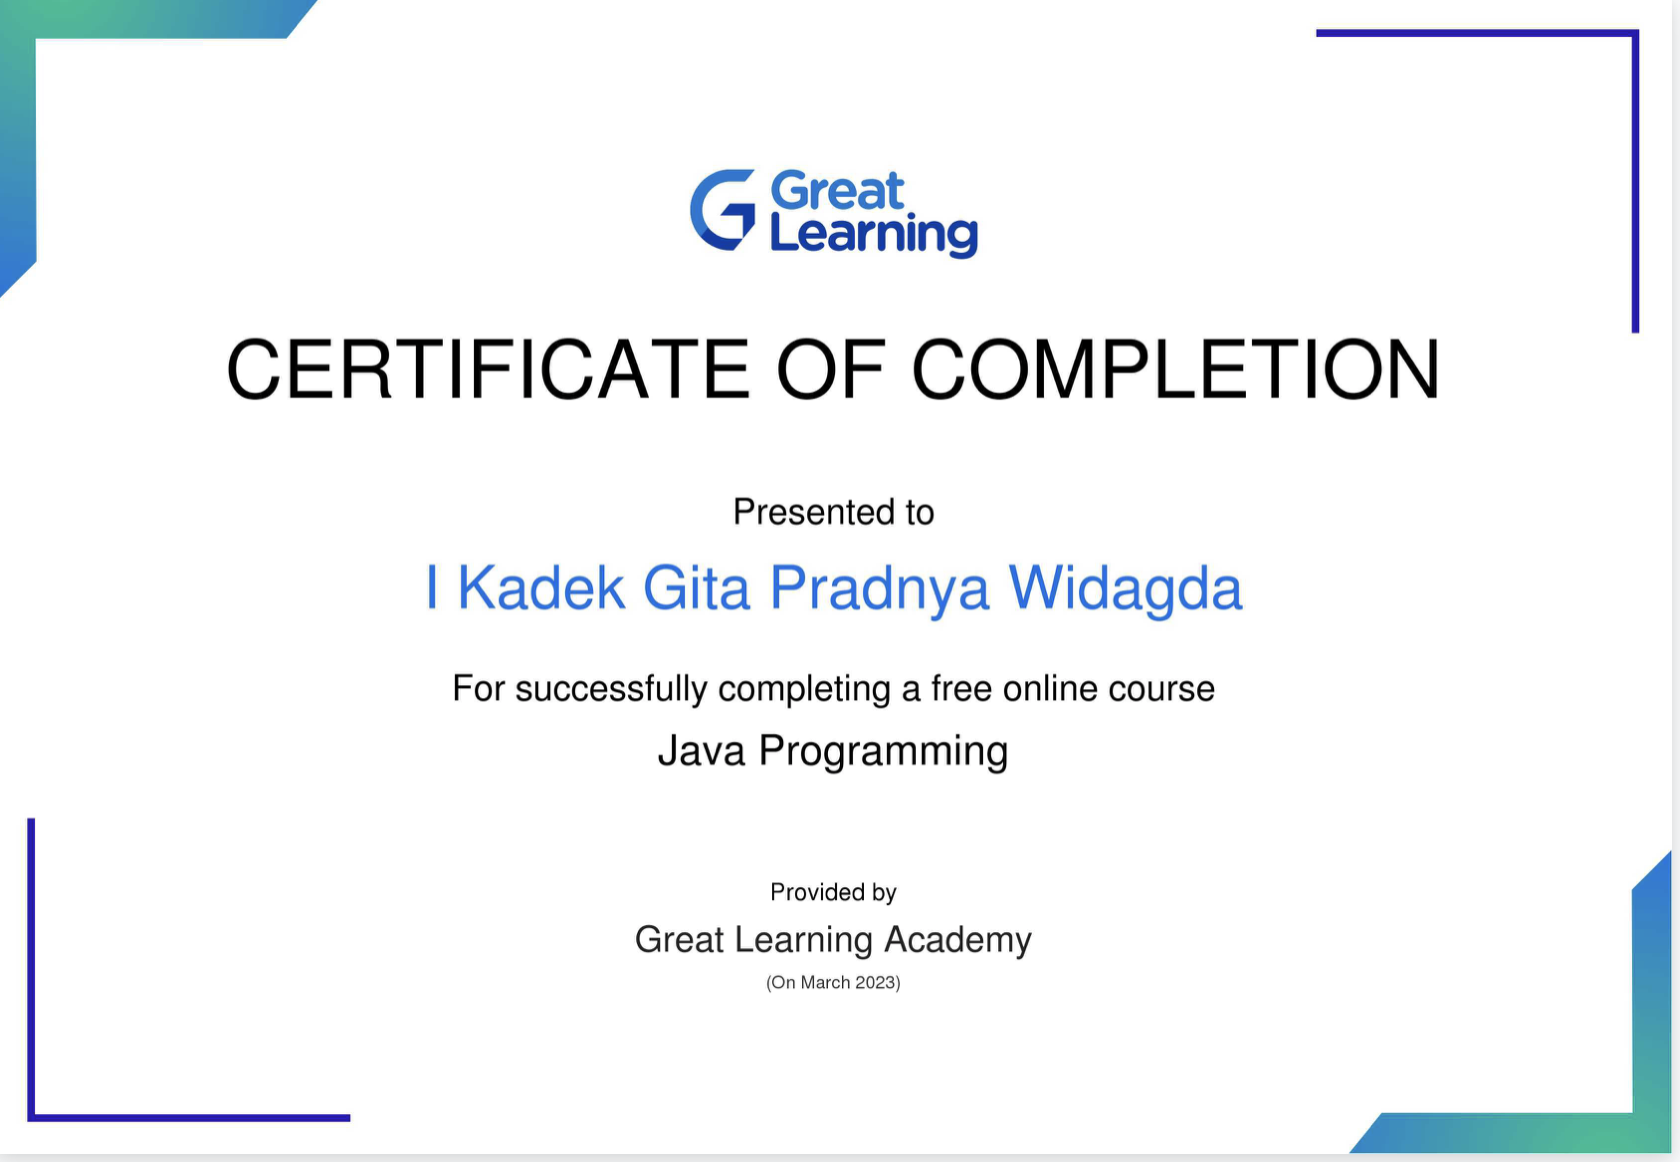 Great
Learning
CERTIFICATE OF COMPLETION
Presented to
I Kadek Gita Pradnya Widagda
For successfully completing a free online course
Java Programming
Provided by
Great Learning Academy
(On March 2023)